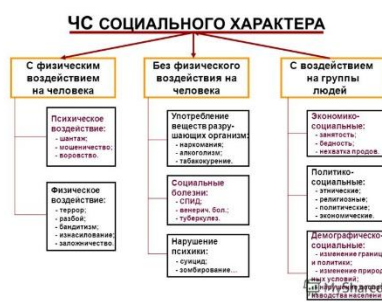 ЧС СОЦИАЛЬНОГО ХАРАКТЕРА
С физическим
воздействием
на человека
Психическое
воздействие:
- шантаж;
- мошеничество;
- воровство.
Физическое
воздействие:
- террор;
- разбой;
- бандитизм;
- изнасилование;
- заложничество.
Без физического
воздействия на
человека
Употребление
веществ разру-
шающих организм:
- наркомания;
- алкоголизм;
- табакокурение.
Социальные
болезни:
- СПИД;
- венерич. бол.;
- туберкулез.
Нарушение
психики:
- суицид;
- зомбирование...
С воздействием
на группы
людей
Экономико-
социальные:
- занятость;
- бедность;
- нехватка продов.
Политико-
социальные:
- этнические;
- религиозные;
- политические;
- экономические.
Демографическо-
социальные:
- изменение границ
и политики;
- изменение природ
ных условий;
MyShared